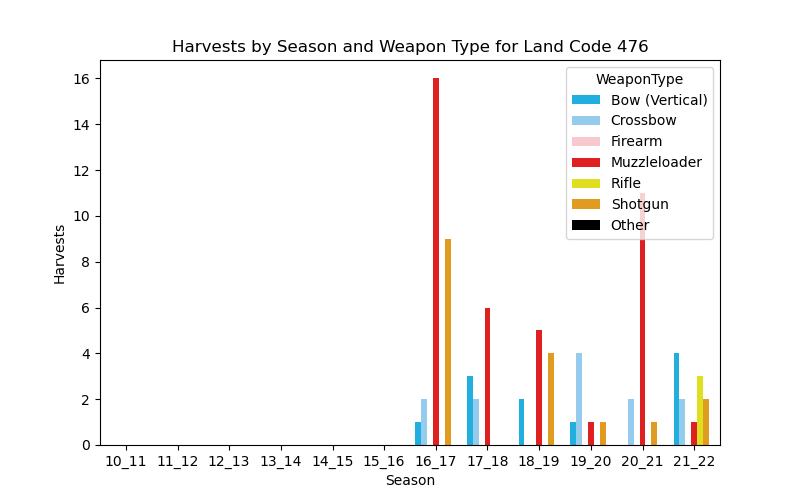 Harvests by Season and Weapon Type for Land Code 476
WeaponType
Bow (Vertical)
Crossbow
Firearm
Muzzleloader
Rifle
Shotgun
Other
Harvests
16
14
12
10
8
6
4
2
0
10_11 11_12 12_13 13_14 14_15 15_16 16_17 17_18 18_19 19_20 20_21 21_22
Season